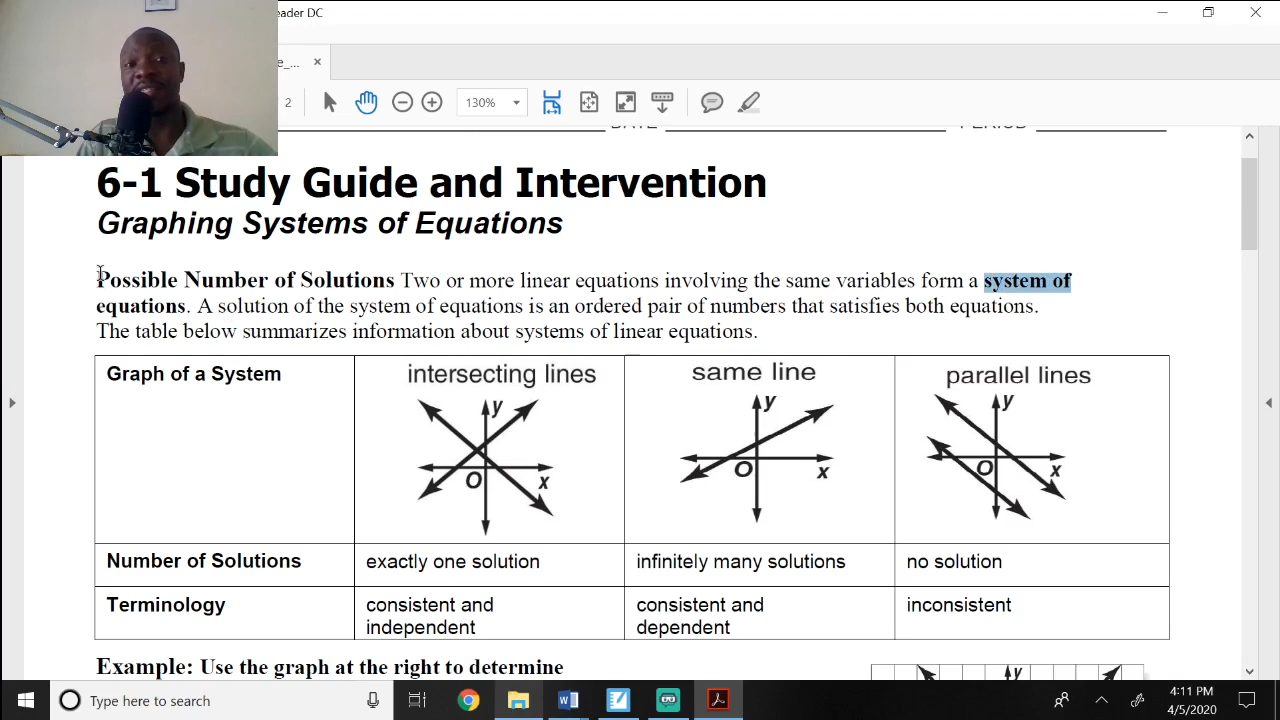 eader DC
e_...
2
130%
6-1 Study Guide and Intervention
Graphing Systems of Equations
Possible Number of Solutions Two or more linear equations involving the same variables form a system of
equations. A solution of the system of equations is an ordered pair of numbers that satisfies both equations.
The table below summarizes information about systems of linear equations.
Graph of a System
intersecting lines
y
O
x
same line
y
O
x
parallel lines
y
O
x
Number of Solutions
exactly one solution
infinitely many solutions
no solution
Terminology
consistent and
independent
consistent and
dependent
inconsistent
Example: Use the graph at the right to determine
y
Type here to search
4:11 PM
4/5/2020